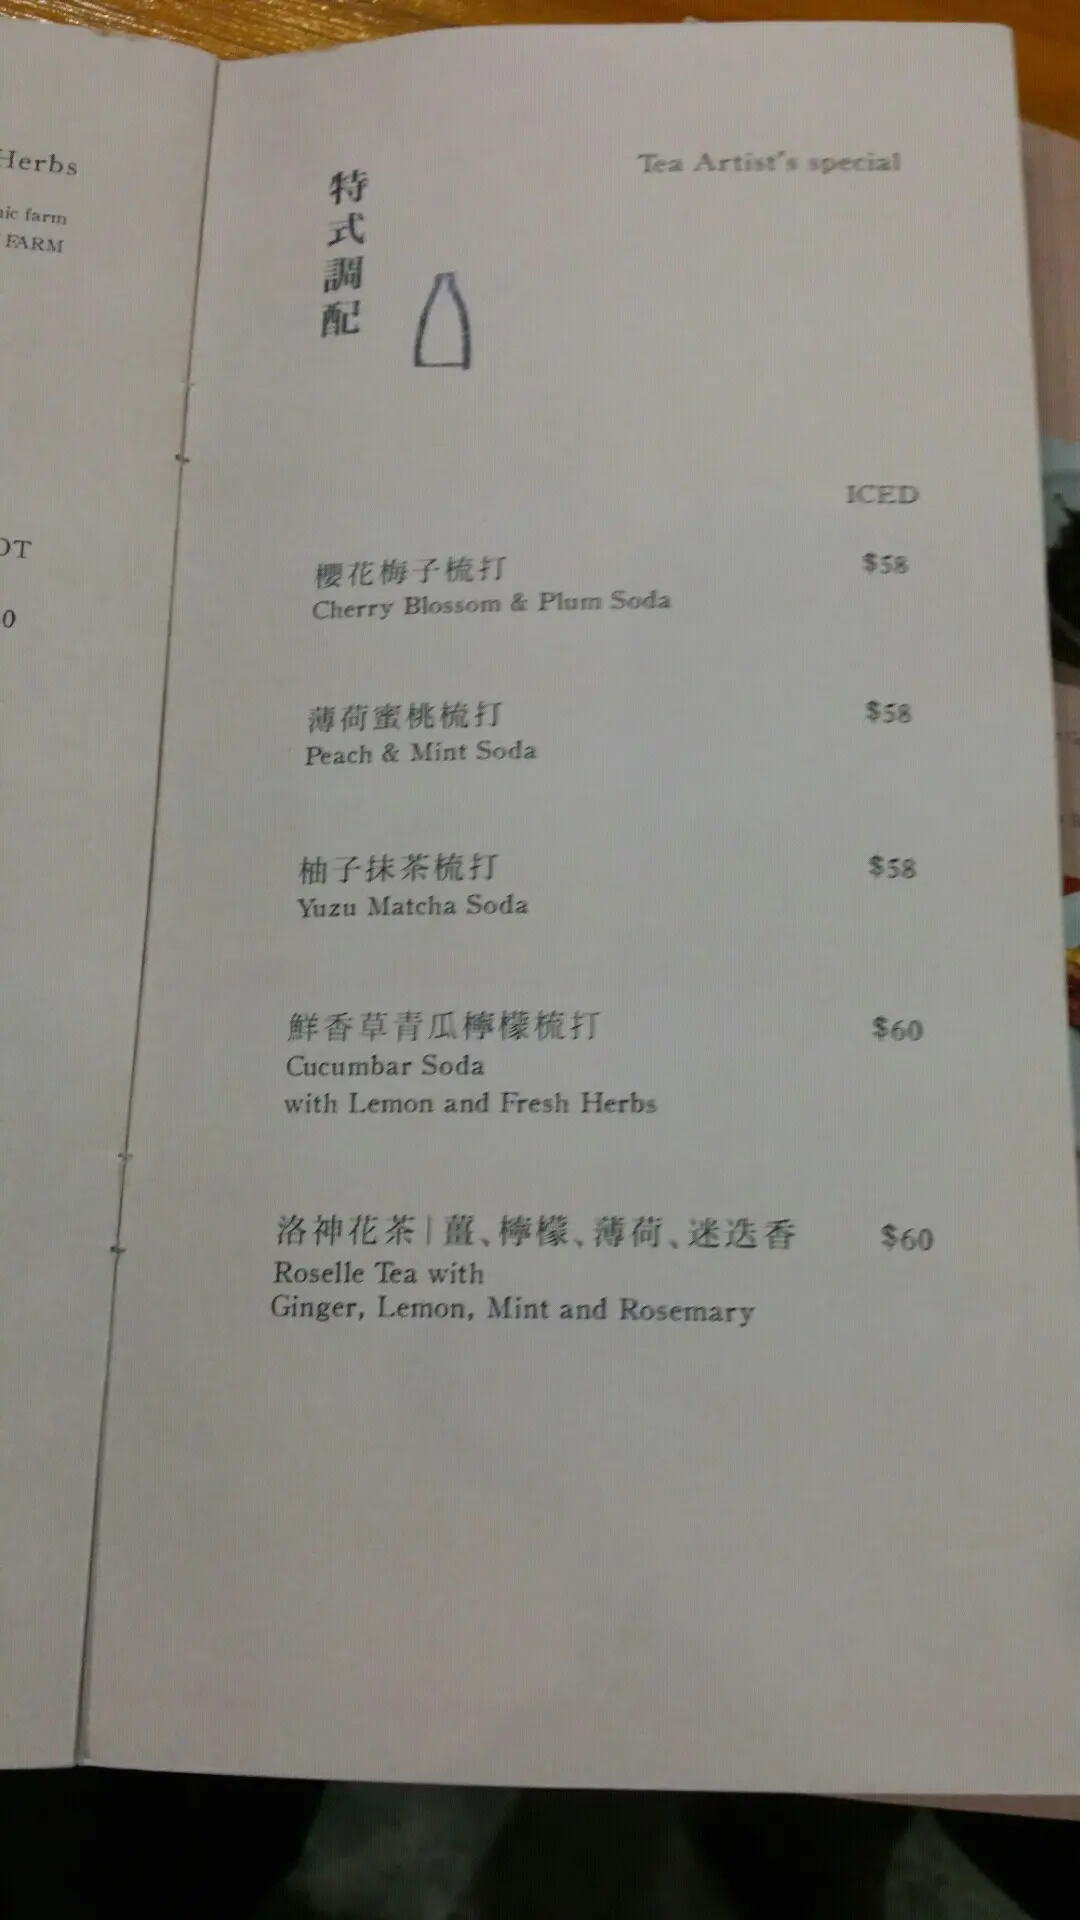 Herbs
farm
FARM
特式調配
Tea Artist's special
ICED
櫻花梅子梳打 $58
Cherry Blossom & Plum Soda
薄荷蜜桃梳打 $58
Peach & Mint Soda
柚子抹茶梳打 $58
Yuzu Matcha Soda
鮮香草青瓜檸檬梳打 $60
Cucumbar Soda
with Lemon and Fresh Herbs
洛神花茶|薑、檸檬、薄荷、迷迭香 $60
Roselle Tea with
Ginger, Lemon, Mint and Rosemary